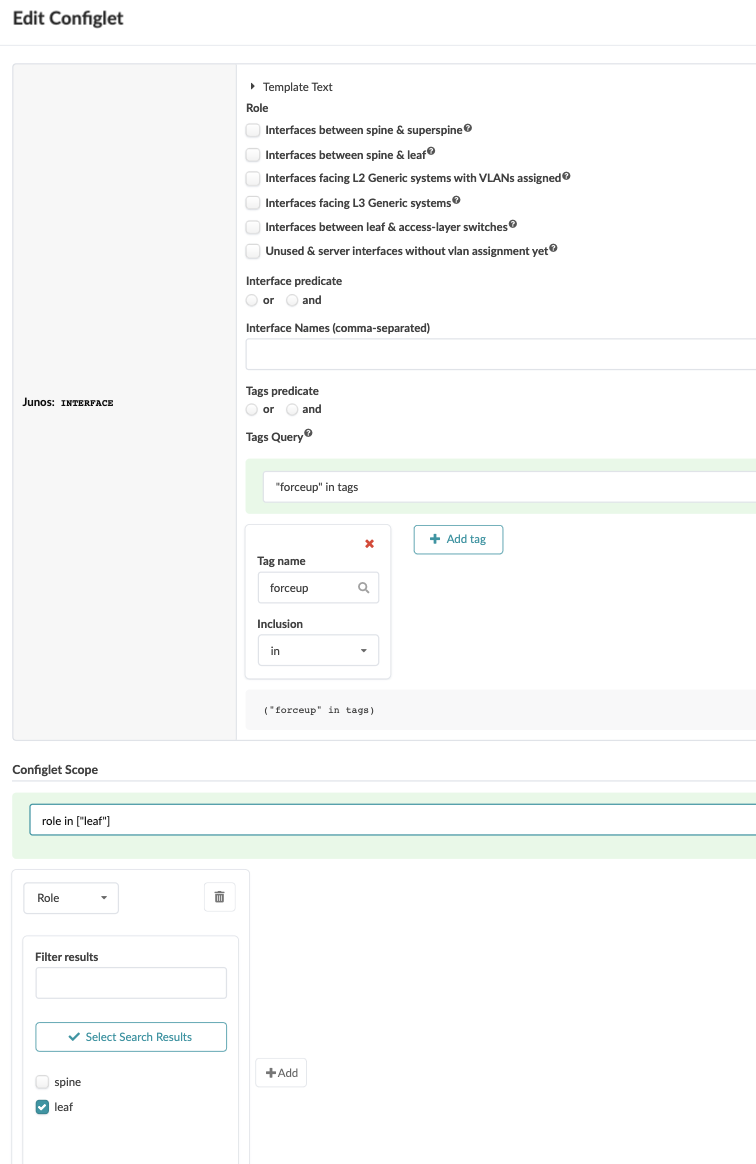 Edit Configlet
Template Text
Role
Interfaces between spine & superspine?
Interfaces between spine & leaf?
Interfaces facing L2 Generic systems with VLANs assigned?
Interfaces facing L3 Generic systems?
Interfaces between leaf & access-layer switches?
Unused & server interfaces without vlan assignment yet?
Interface predicate
or and
Interface Names (comma-separated)
Junos: INTERFACE
Tags predicate
or and
Tags Query?
"forceup" in tags
Add tag
Tag name
forceup
Inclusion
in
("forceup" in tags)
Configlet Scope
role in ["leaf"]
Role
Filter results
Select Search Results
+Add
spine
leaf